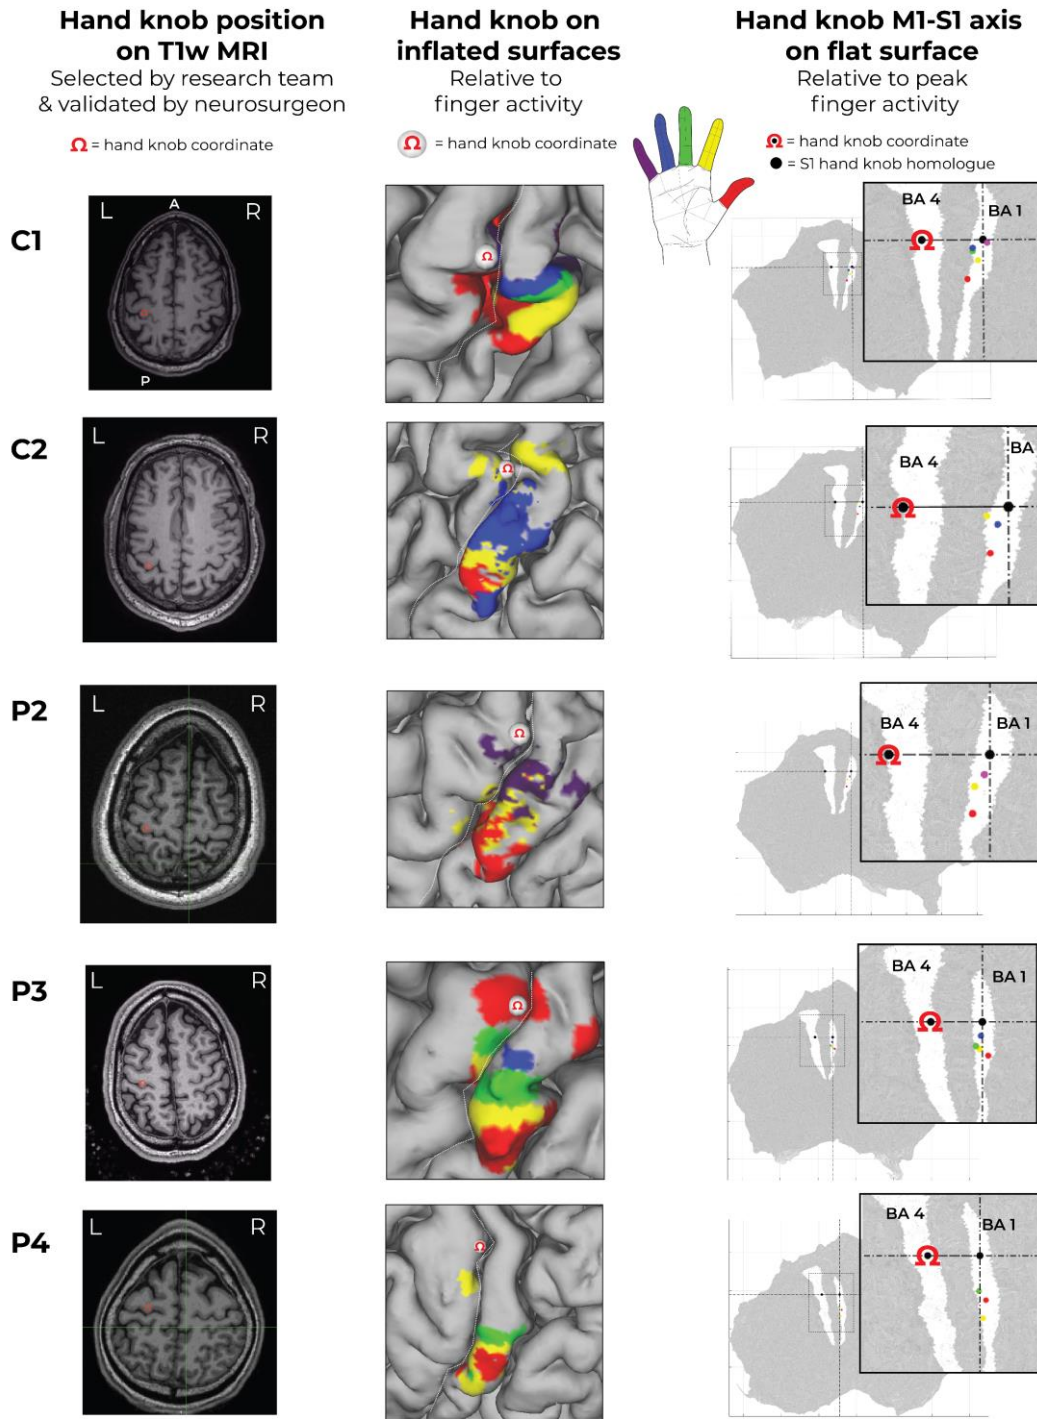 Hand knob position
on T1w MRI
Selected by research team
& validated by neurosurgeon
Ω = hand knob coordinate
Hand knob on
inflated surfaces
Relative to
finger activity
Ω = hand knob coordinate
Hand knob M1-S1 axis
on flat surface
Relative to peak
finger activity
Ω = hand knob coordinate
● = S1 hand knob homologue
C1
L
A
R
P
Ω
BA 4
BA 1
Ω
C2
L
R
Ω
BA 4
BA
Ω
P2
L
R
Ω
BA 4
BA 1
Ω
P3
L
R
Ω
BA 4
BA 1
Ω
P4
L
R
Ω
BA 4
BA 1
Ω